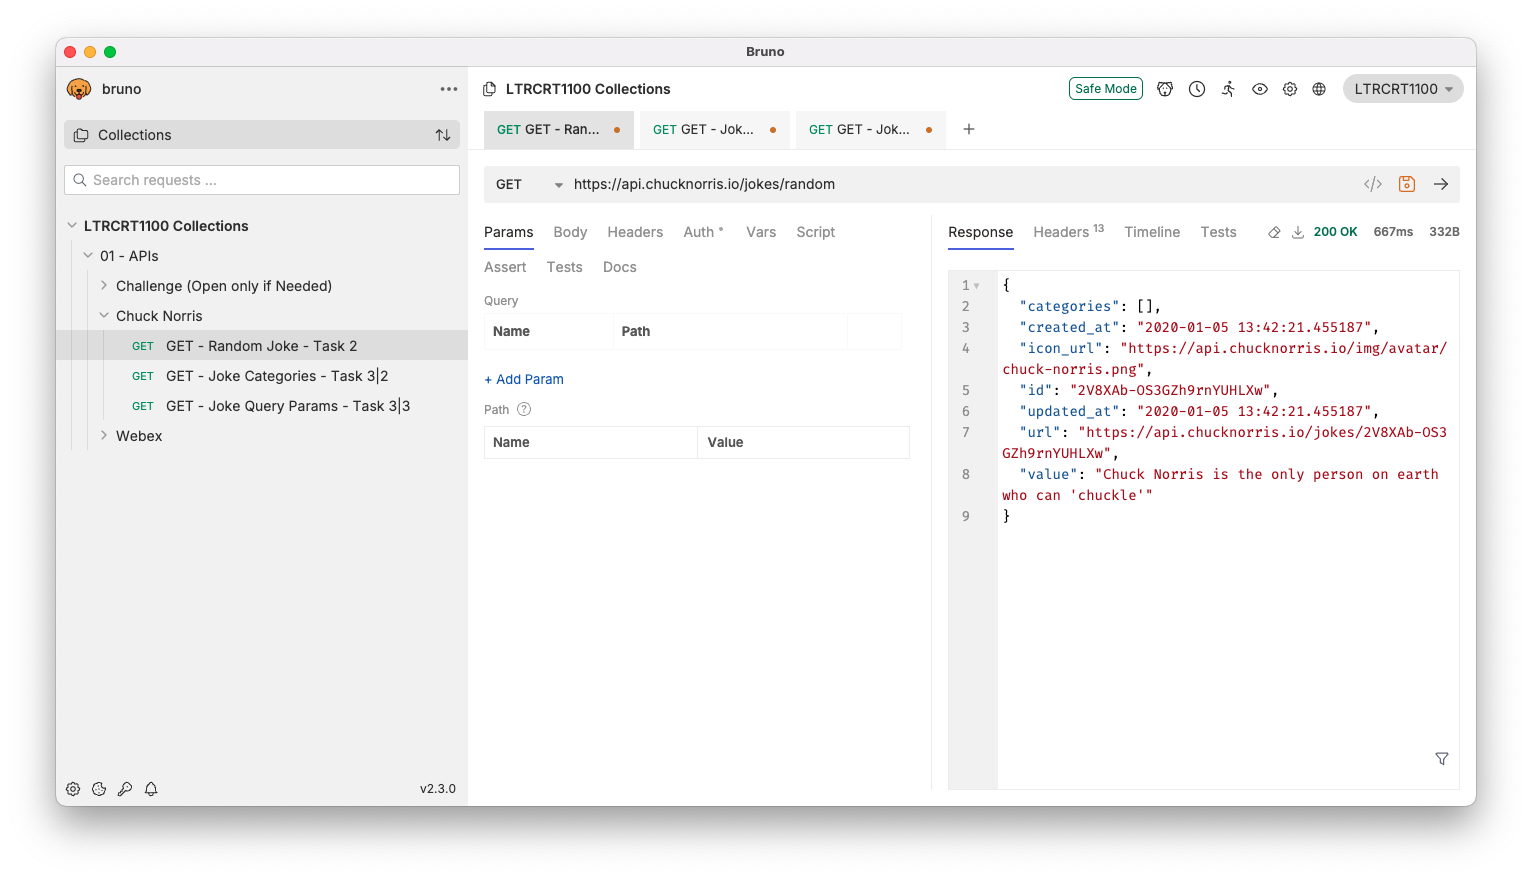 Bruno
bruno
Collections
Search requests ...
LTRCRT1100 Collections
01 - APIs
Challenge (Open only if Needed)
Chuck Norris
GET GET - Random Joke - Task 2
GET GET - Joke Categories - Task 3|2
GET GET - Joke Query Params - Task 3|3
Webex
v2.3.0
LTRCRT1100 Collections
Safe Mode
LTRCRT1100
GET GET - Ran...
GET GET - Jok...
GET GET - Jok...
GET https://api.chucknorris.io/jokes/random
Params Body Headers Auth Vars Script
Assert Tests Docs
Query
Name Path
+ Add Param
Path ?
Name Value
Response Headers 13 Timeline Tests 200 OK 667ms 332B
1 {
2 "categories": [],
3 "created_at": "2020-01-05 13:42:21.455187",
4 "icon_url": "https://api.chucknorris.io/img/avatar/
chuck-norris.png",
5 "id": "2V8XAb-OS3GZh9rnYUHLXw",
6 "updated_at": "2020-01-05 13:42:21.455187",
7 "url": "https://api.chucknorris.io/jokes/2V8XAb-OS3
GZh9rnYUHLXw",
8 "value": "Chuck Norris is the only person on earth
who can 'chuckle'"
9 }